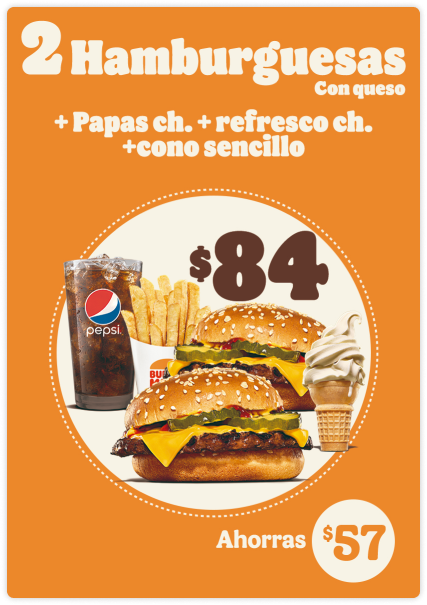 2 Hamburguesas
Con queso
+ Papas ch. + refresco ch.
+cono sencillo
$84
pepsi
Ahorras $57